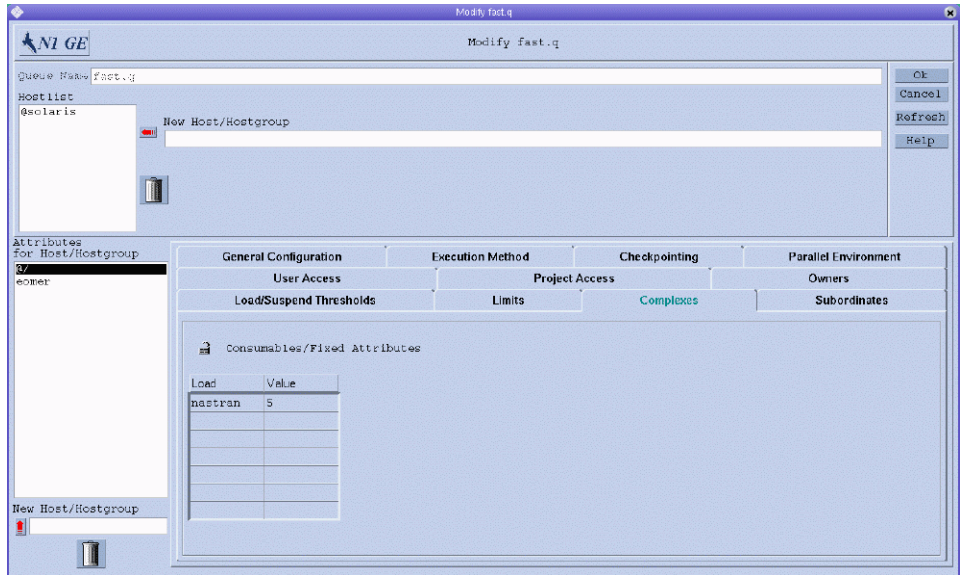 Modify fast.q
N1 GE
Modify fast.q
Queue Name fast.q
Ok
Hostlist
Cancel
@solaris
New Host/Hostgroup
Refresh
Help
Attributes
for Host/Hostgroup
@/
eomer
General Configuration Execution Method Checkpointing Parallel Environment
User Access Project Access Owners
Load/Suspend Thresholds Limits Complexes Subordinates
Consumables/Fixed Attributes
Load Value
nastran 5
New Host/Hostgroup